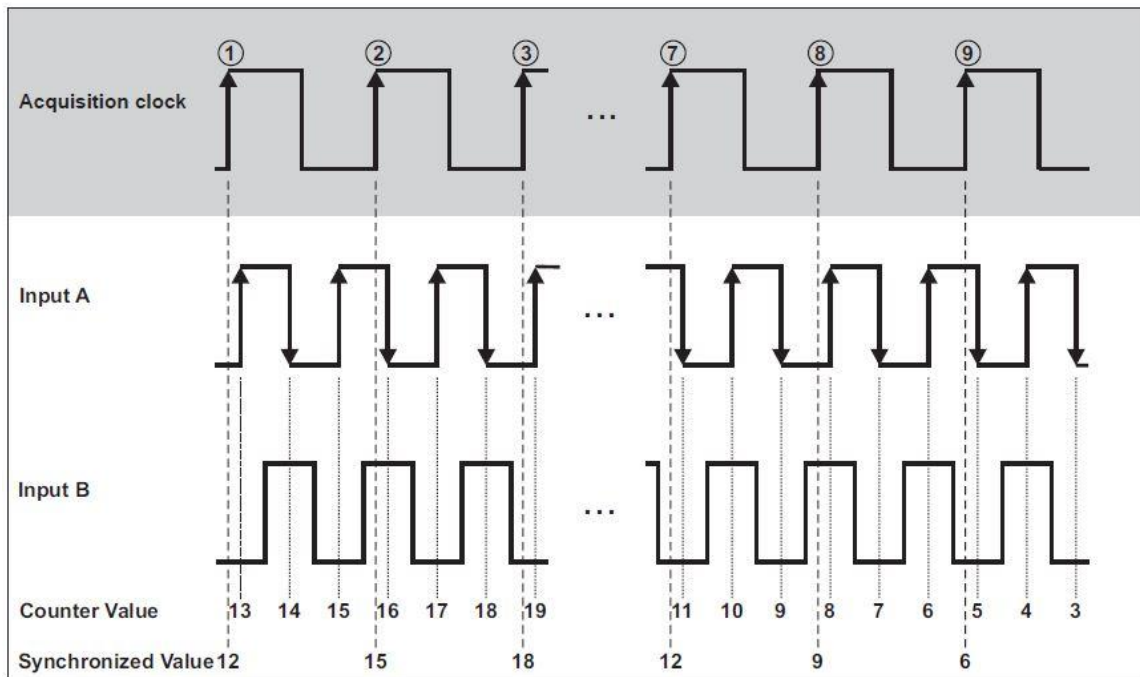 ① ② ③ ⑦ ⑧ ⑨
Acquisition clock
...
Input A
...
Input B
...
Counter Value 13 14 15 16 17 18 19 11 10 9 8 7 6 5 4 3
Synchronized Value 12 15 18 12 9 6